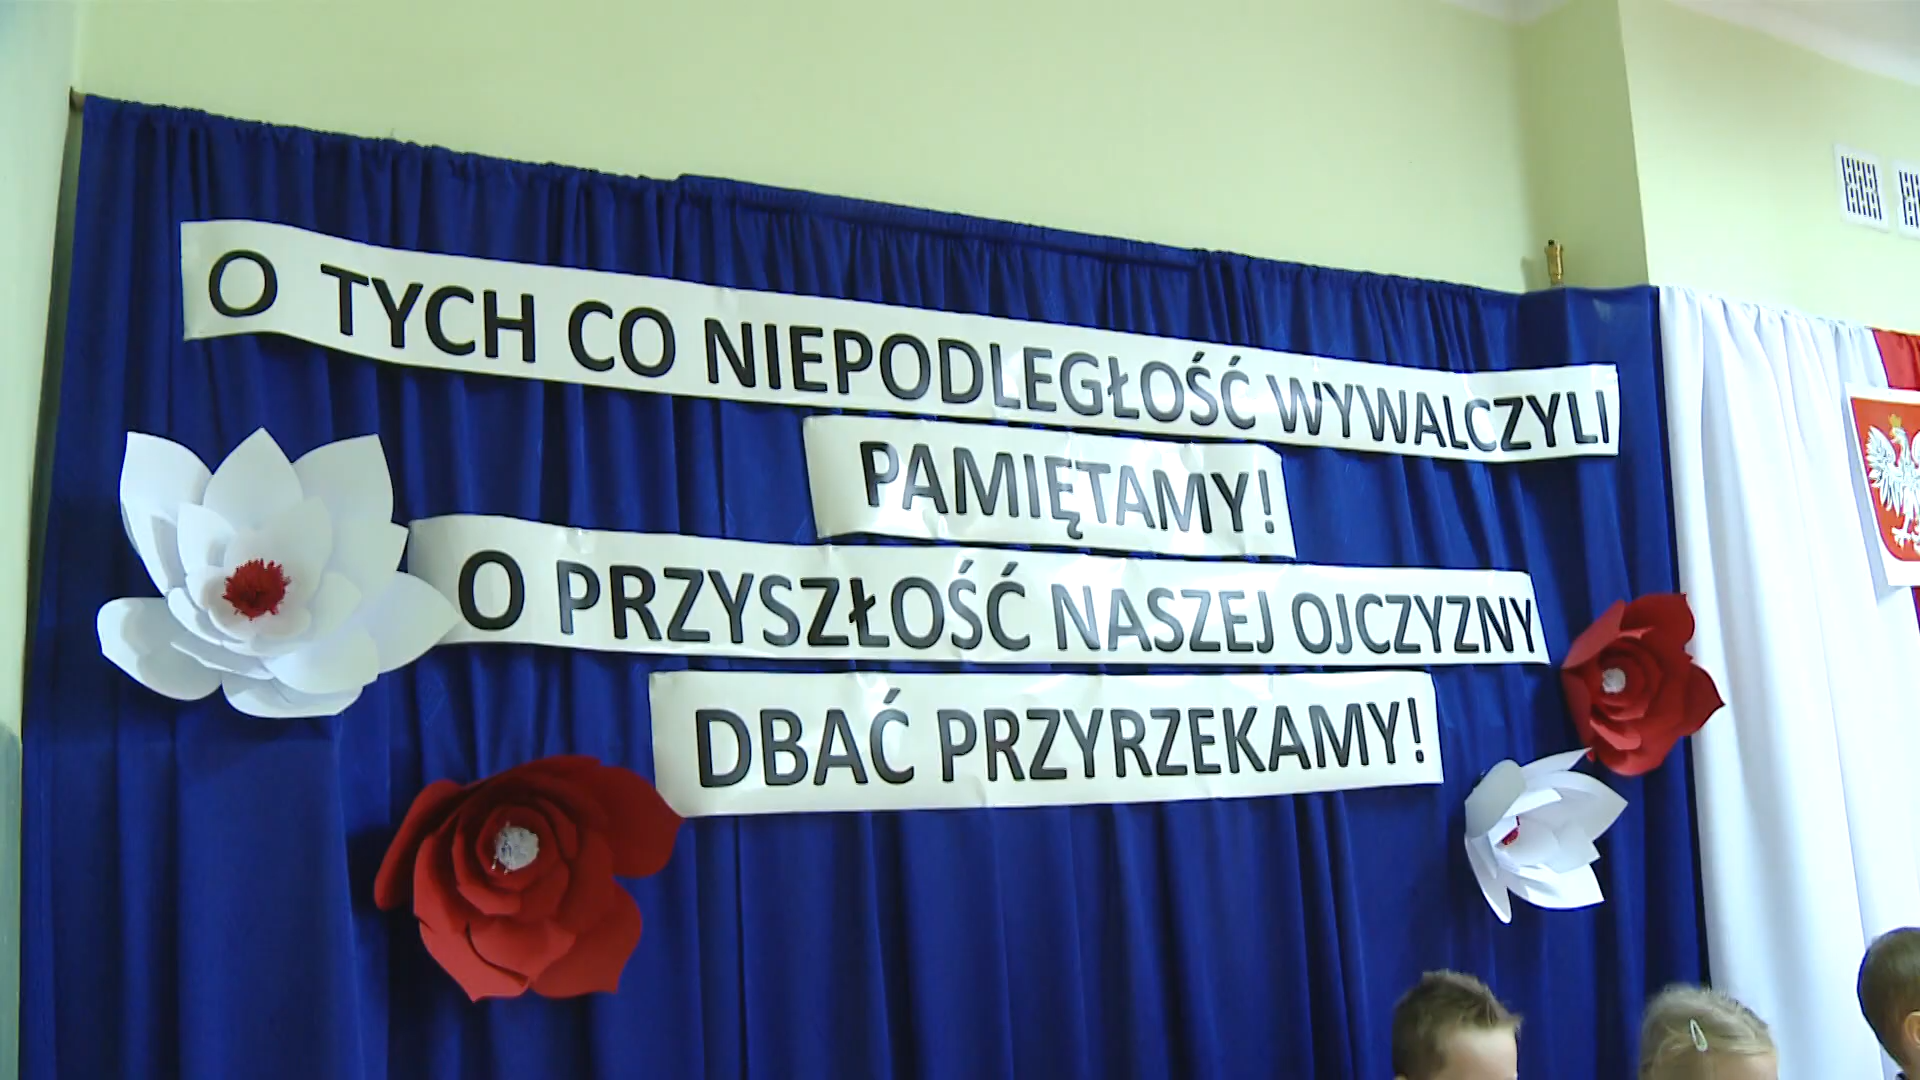 O TYCH CO NIEPODLEGŁOŚĆ WYWALCZYLI
PAMIĘTAMY!
O PRZYSZŁOŚĆ NASZEJ OJCZYZNY
DBAĆ PRZYRZEKAMY!